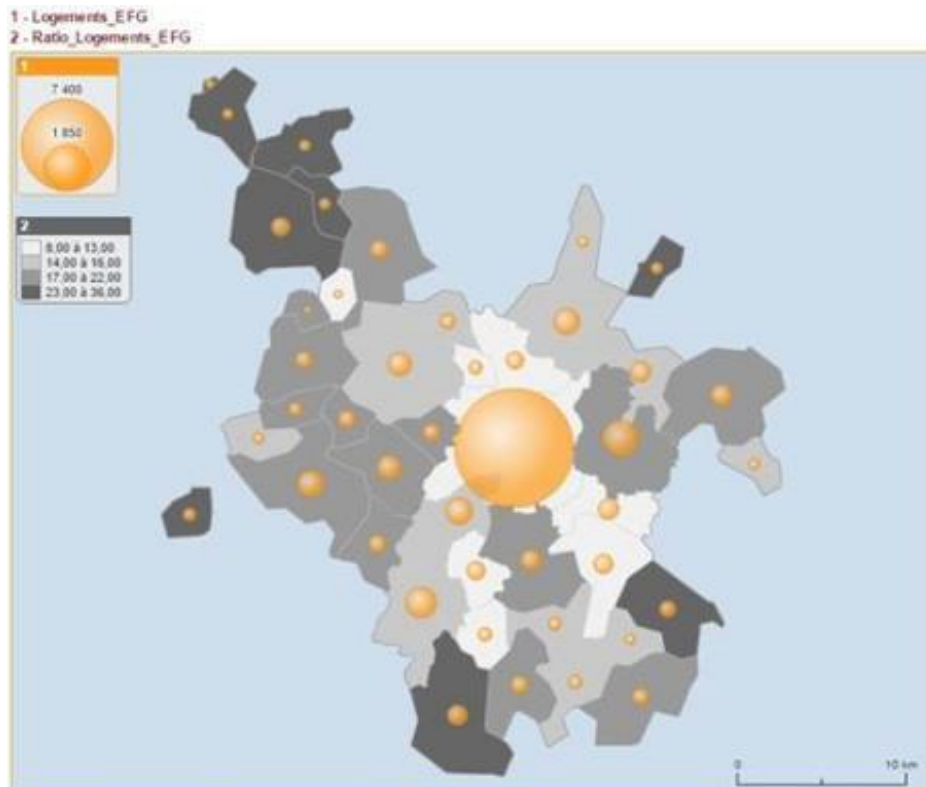 1 - Logements_EFG
2 - Ratio_Logements_EFG
1
7 400
1 850
2
8,00 à 13,00
14,00 à 16,00
17,00 à 22,00
23,00 à 36,00
0 10 km